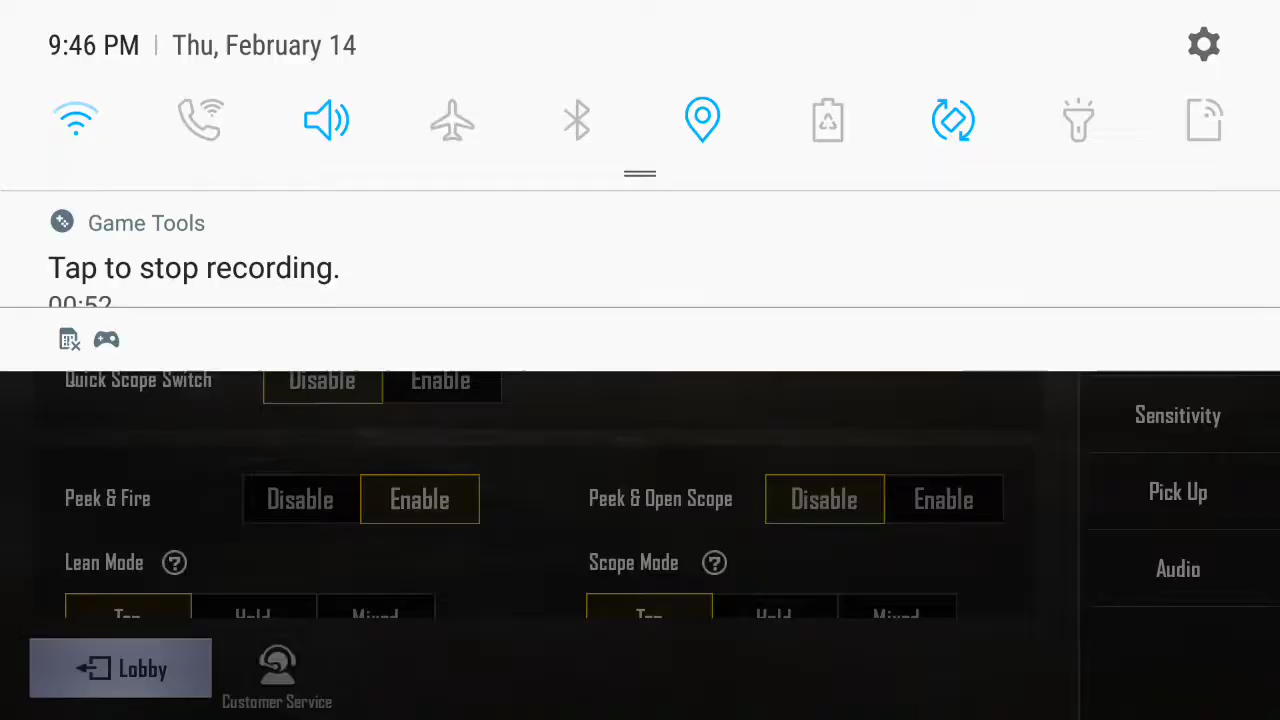 9:46 PM | Thu, February 14
Game Tools
Tap to stop recording.
00:52
Quick Scope Switch Disable Enable
Sensitivity
Peek & Fire Disable Enable Peek & Open Scope Disable Enable
Pick Up
Lean Mode ? Scope Mode ?
Audio
Tap Hold Mixed Tap Hold Mixed
Lobby
Customer Service